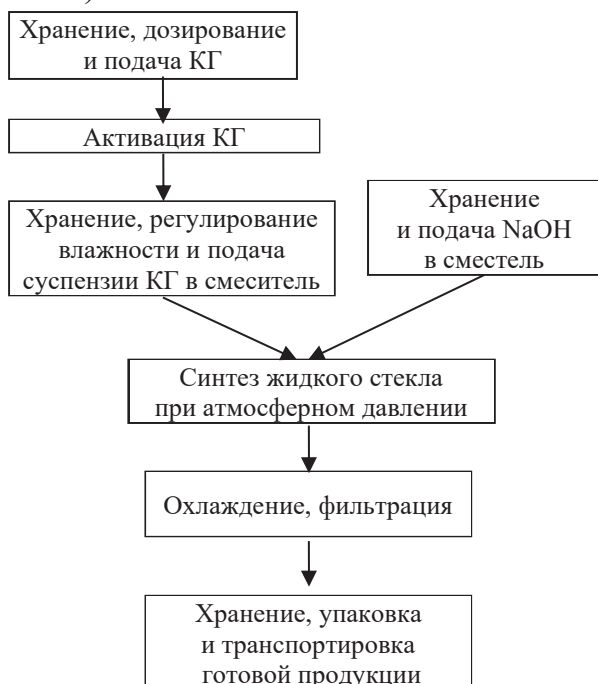 Хранение, дозирование
и подача КГ
Активация КГ
Хранение, регулирование
влажности и подача
суспензии КГ в смеситель
Хранение
и подача NaOH
в сместель
Синтез жидкого стекла
при атмосферном давлении
Охлаждение, фильтрация
Хранение, упаковка
и транспортировка
готовой продукции